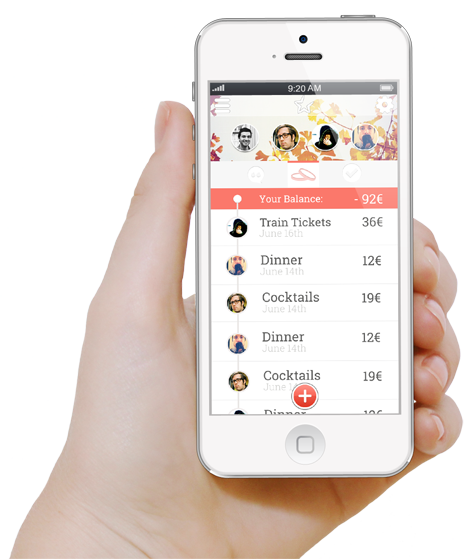 9:20 AM
Your Balance: - 92€
Train Tickets 36€
June 16th
Dinner 12€
June 14th
Cocktails 19€
June 14th
Dinner 12€
June 14th
Cocktails 19€
June 14th
Dinner 12€